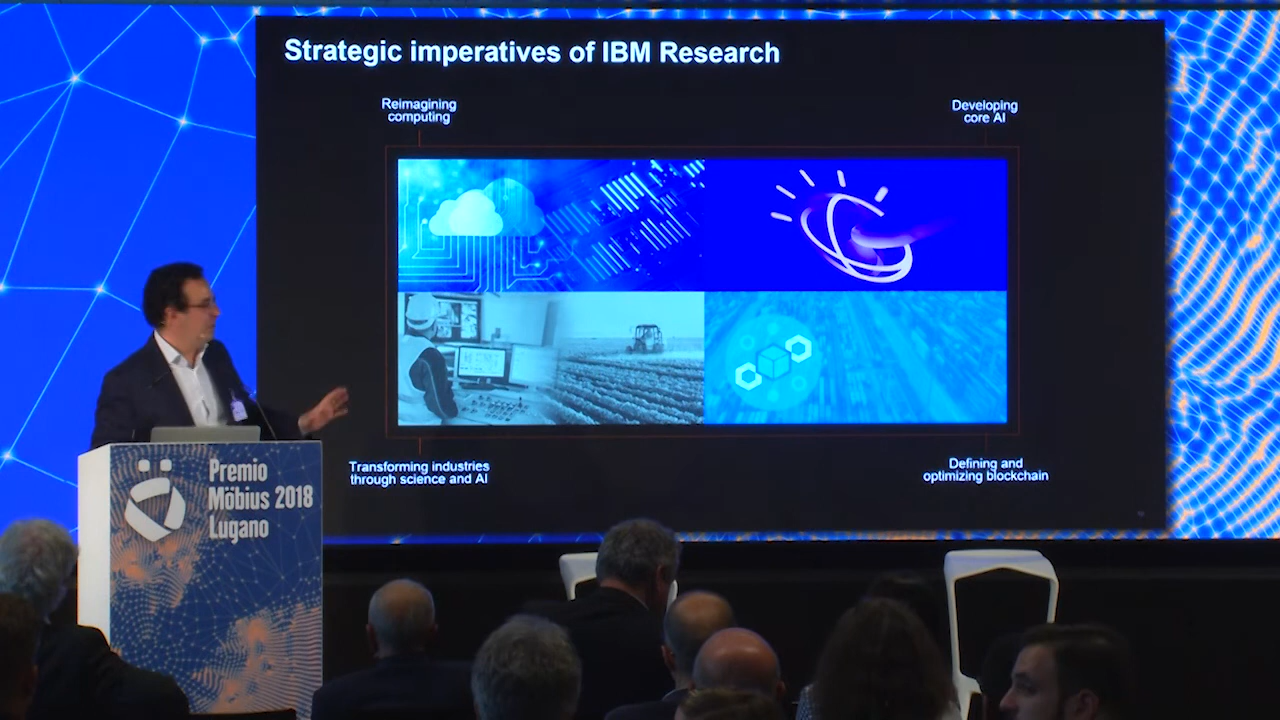 Strategic imperatives of IBM Research
Reimagining
computing
Developing
core AI
Transforming industries
through science and AI
Defining and
optimizing blockchain
Premio
Möbius 2018
Lugano